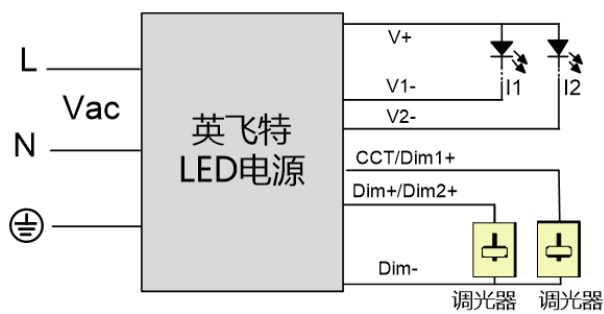 L
Vac
N
英飞特
LED电源
V+
V1-
I1
I2
V2-
CCT/Dim1+
Dim+/Dim2+
Dim-
调光器
调光器